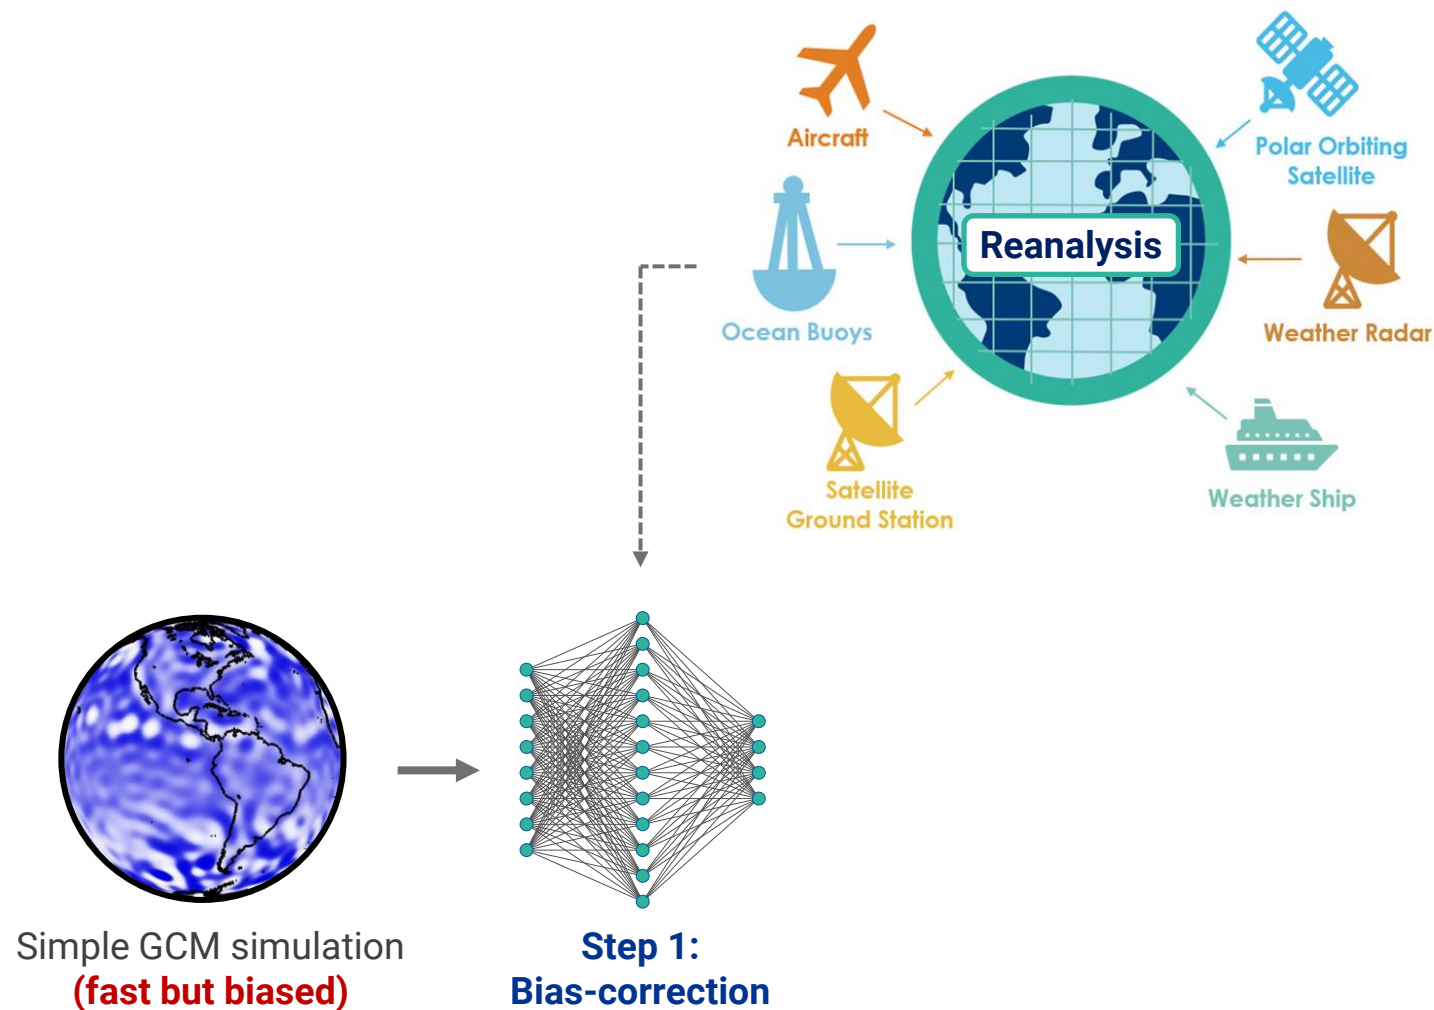 Aircraft
Polar Orbiting
Satellite
Reanalysis
Ocean Buoys
Weather Radar
Satellite
Ground Station
Weather Ship
Simple GCM simulation
(fast but biased)
Step 1:
Bias-correction